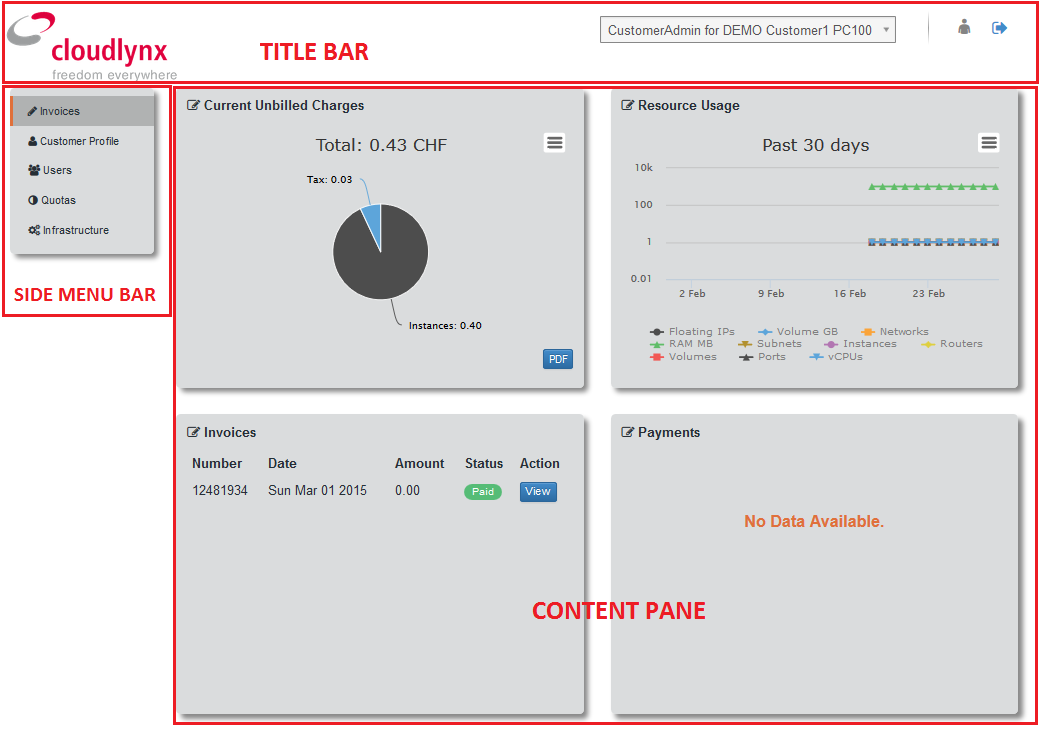 cloudlynx
freedom everywhere
TITLE BAR
CustomerAdmin for DEMO Customer1 PC100
Invoices
Customer Profile
Users
Quotas
Infrastructure
SIDE MENU BAR
Current Unbilled Charges
Total: 0.43 CHF
Tax: 0.03
Instances: 0.40
PDF
Resource Usage
Past 30 days
10k
100
1
0.01
2 Feb 9 Feb 16 Feb 23 Feb
Floating IPs Volume GB Networks
RAM MB Subnets Instances Routers
Volumes Ports vCPUs
Invoices
Number Date Amount Status Action
12481934 Sun Mar 01 2015 0.00 Paid View
Payments
No Data Available.
CONTENT PANE